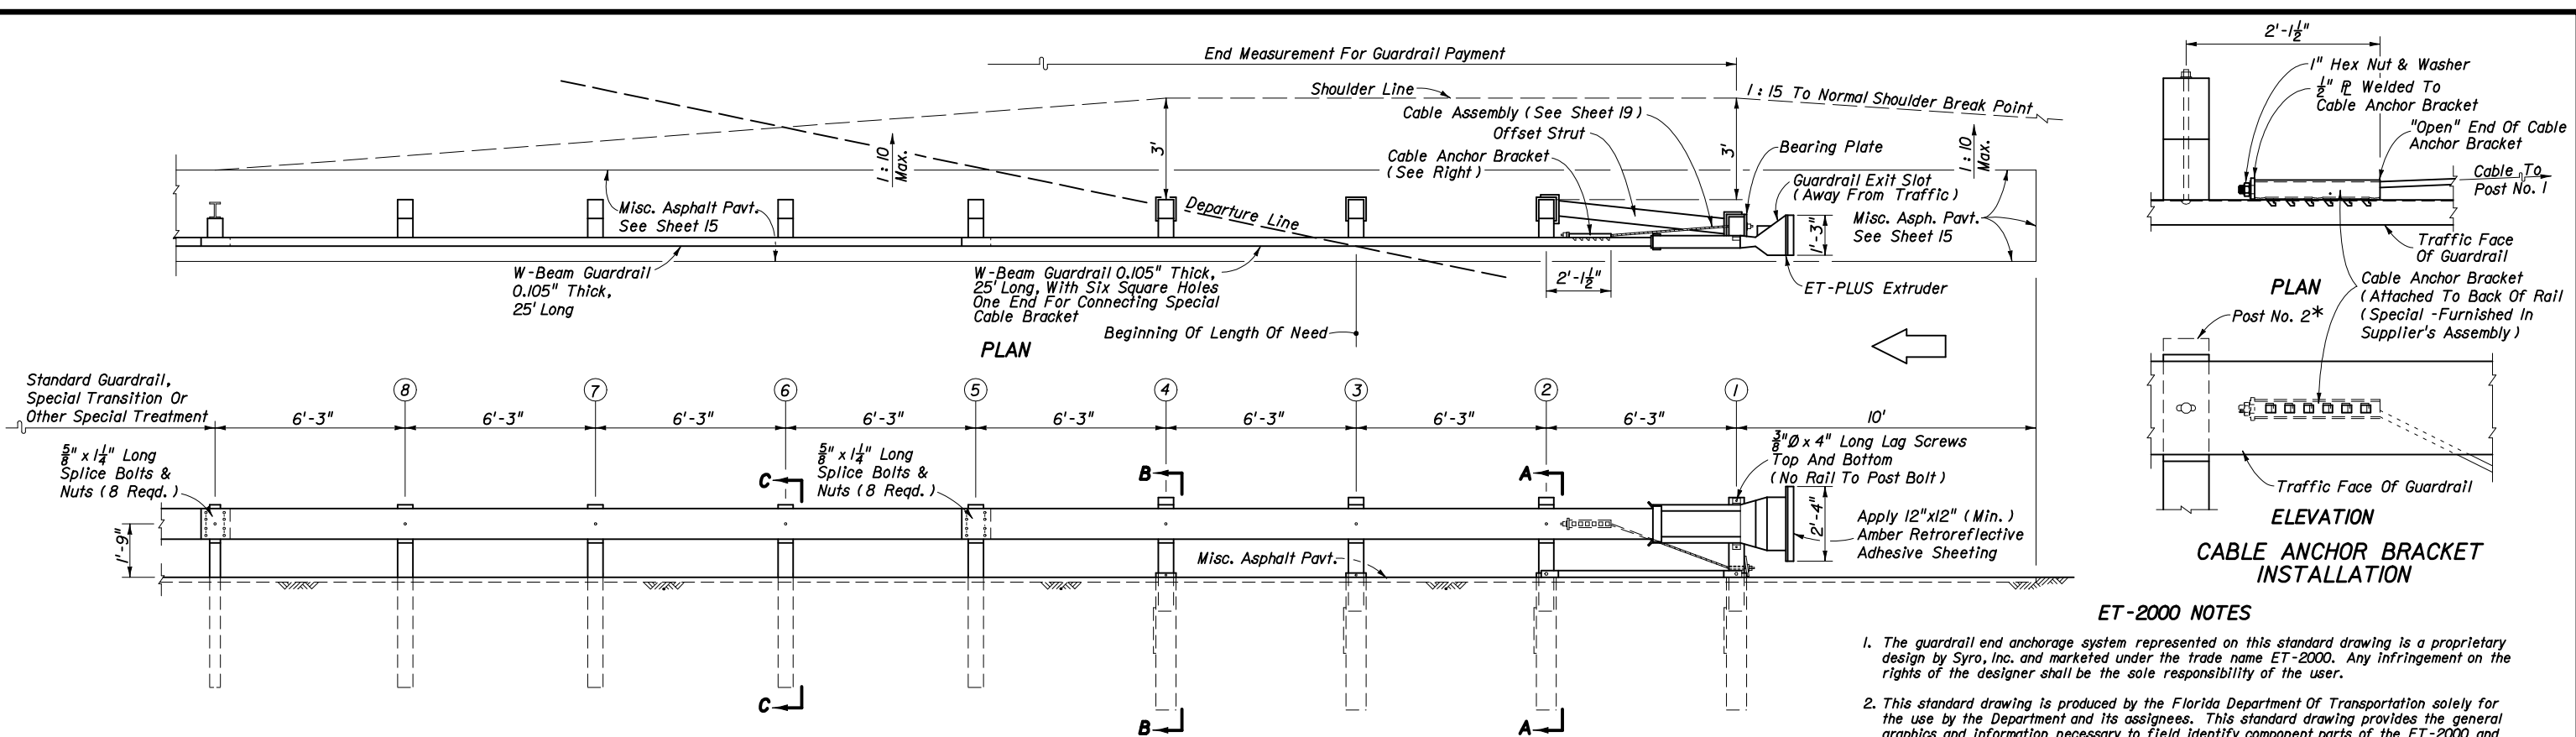 End Measurement For Guardrail Payment
Shoulder Line
1 : 15 To Normal Shoulder Break Point
Cable Assembly (See Sheet 19)
Offset Strut
Cable Anchor Bracket
(See Right)
Bearing Plate
1 : 10
Max.
3'
3'
1 : 10
Max.
Guardrail Exit Slot
(Away From Traffic)
Misc. Asphalt Pavt.
See Sheet 15
Departure Line
Misc. Asph. Pavt.
See Sheet 15
1'-3"
W-Beam Guardrail
0.105" Thick,
25' Long
W-Beam Guardrail 0.105" Thick,
25' Long, With Six Square Holes
One End For Connecting Special
Cable Bracket
2'-1½"
ET-PLUS Extruder
Beginning Of Length Of Need
PLAN
Standard Guardrail,
Special Transition Or
Other Special Treatment
8 7 6 5 4 3 2 1
6'-3" 6'-3" 6'-3" 6'-3" 6'-3" 6'-3" 6'-3" 6'-3" 10'
⅝" x 1¼" Long
Splice Bolts &
Nuts (8 Reqd.)
⅝" x 1¼" Long
Splice Bolts &
Nuts (8 Reqd.)
⅜"Ø x 4" Long Lag Screws
Top And Bottom
(No Rail To Post Bolt)
C B A
1'-9"
2'-4"
Apply 12"x12" (Min.)
Amber Retroreflective
Adhesive Sheeting
Misc. Asphalt Pavt.
C B A
2'-1½"
1" Hex Nut & Washer
½" ℞ Welded To
Cable Anchor Bracket
"Open" End Of Cable
Anchor Bracket
Cable To
Post No. 1
Traffic Face
Of Guardrail
PLAN
Cable Anchor Bracket
(Attached To Back Of Rail
(Special -Furnished In
Supplier's Assembly)
Post No. 2*
Traffic Face Of Guardrail
ELEVATION
CABLE ANCHOR BRACKET
INSTALLATION
ET-2000 NOTES
1. The guardrail end anchorage system represented on this standard drawing is a proprietary
design by Syro, Inc. and marketed under the trade name ET-2000. Any infringement on the
rights of the designer shall be the sole responsibility of the user.
2. This standard drawing is produced by the Florida Department Of Transportation solely for
the use by the Department and its assignees. This standard drawing provides the general
graphics and information necessary to field identify component parts of the ET-2000 and